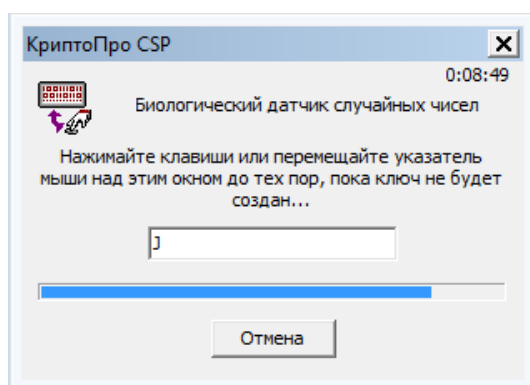 КриптоПро CSP
0:08:49
Биологический датчик случайных чисел
Нажимайте клавиши или перемещайте указатель
мыши над этим окном до тех пор, пока ключ не будет
создан...
J
Отмена